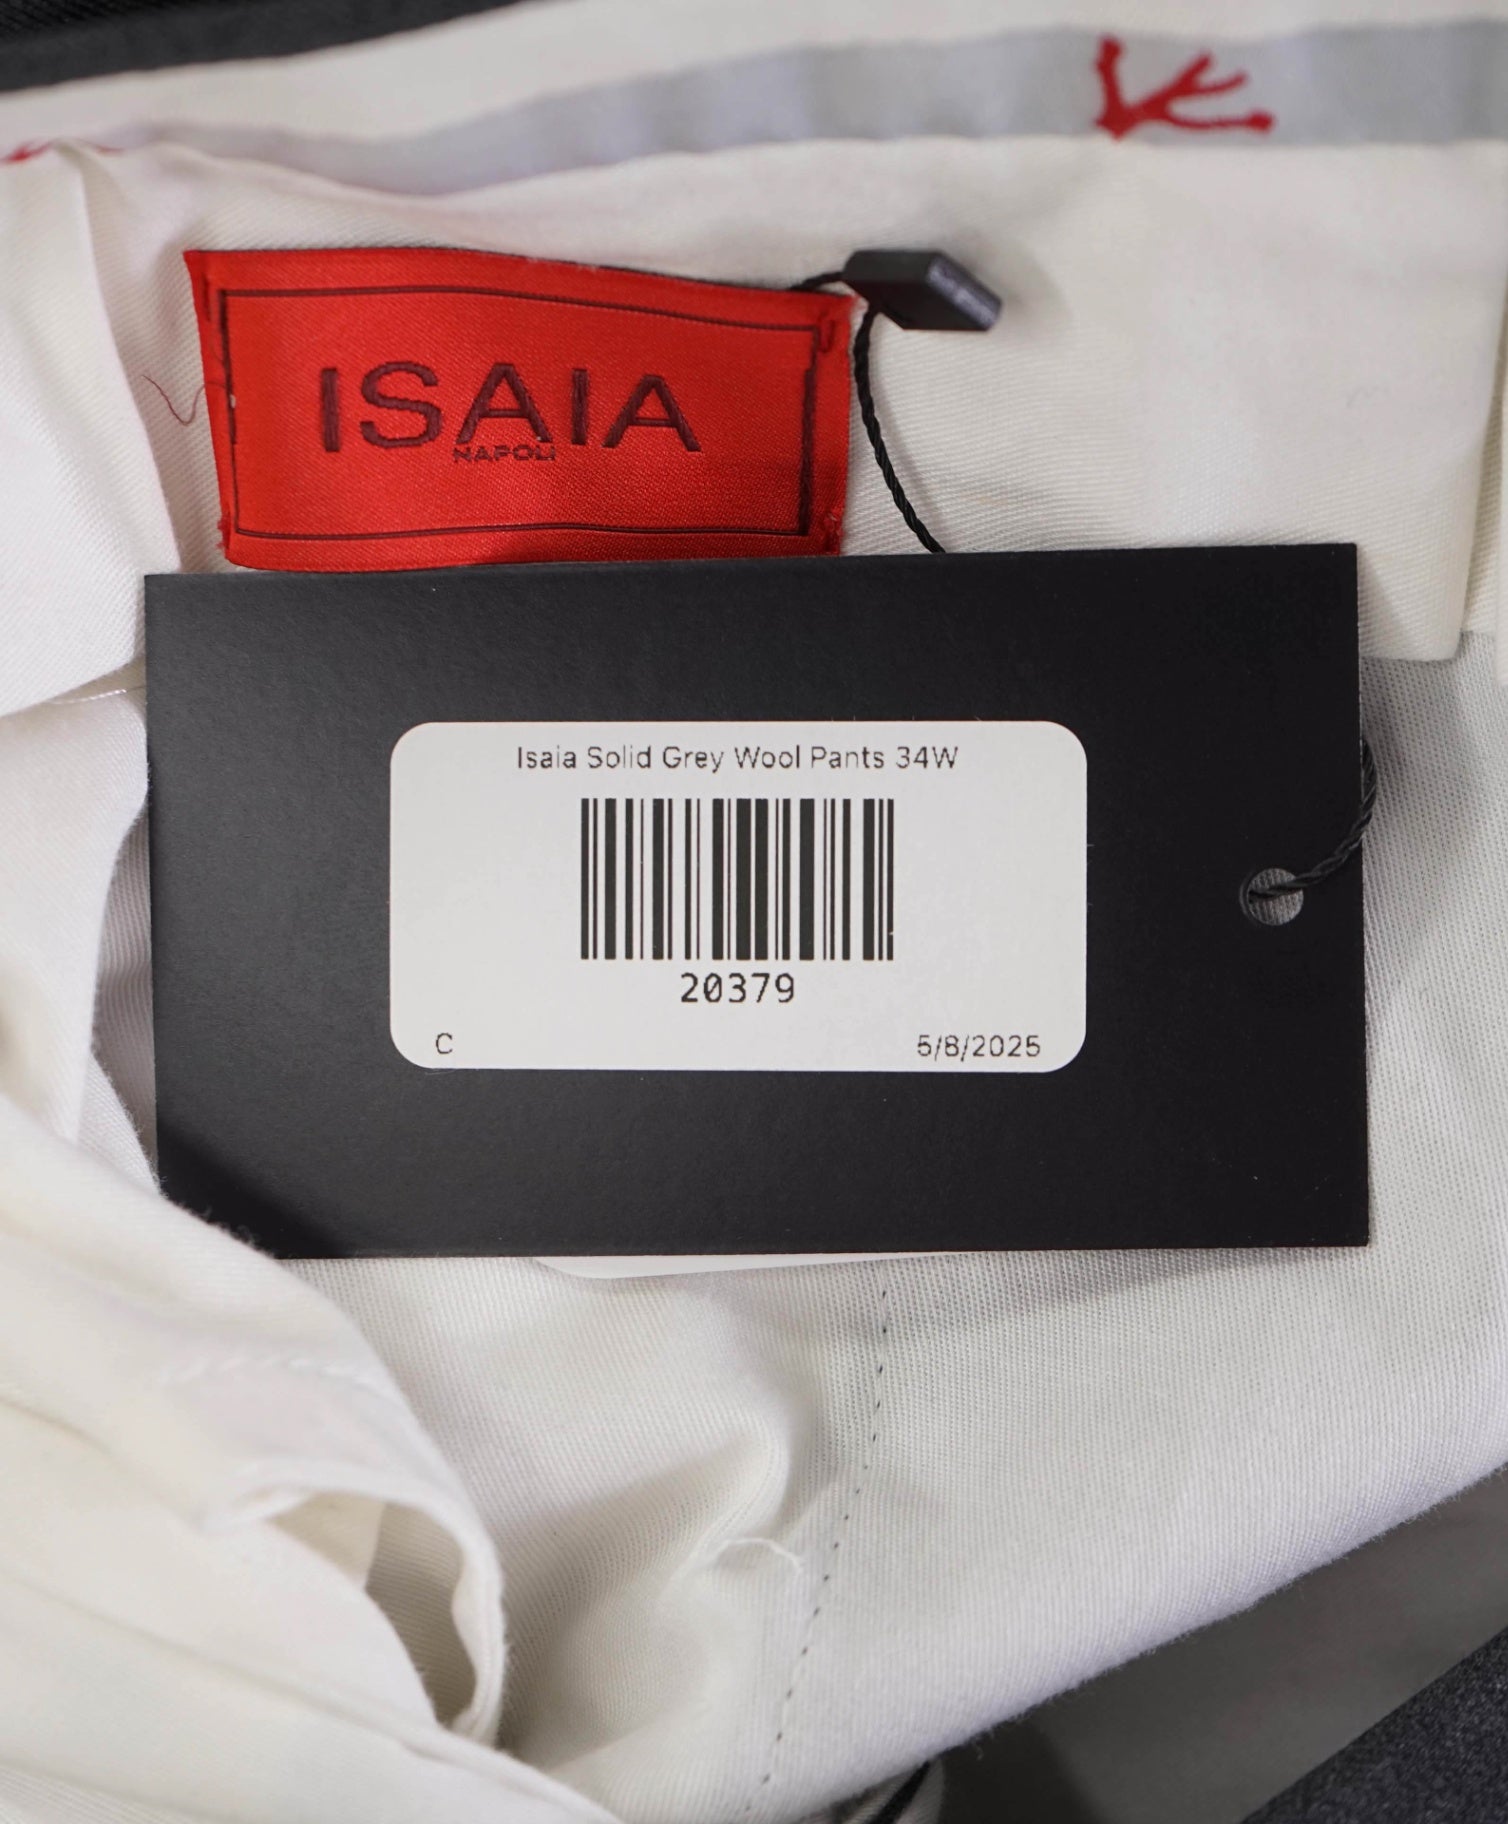 ISAIA
NAPOLI
Isaia Solid Grey Wool Pants 34W
20379
C 5/8/2025